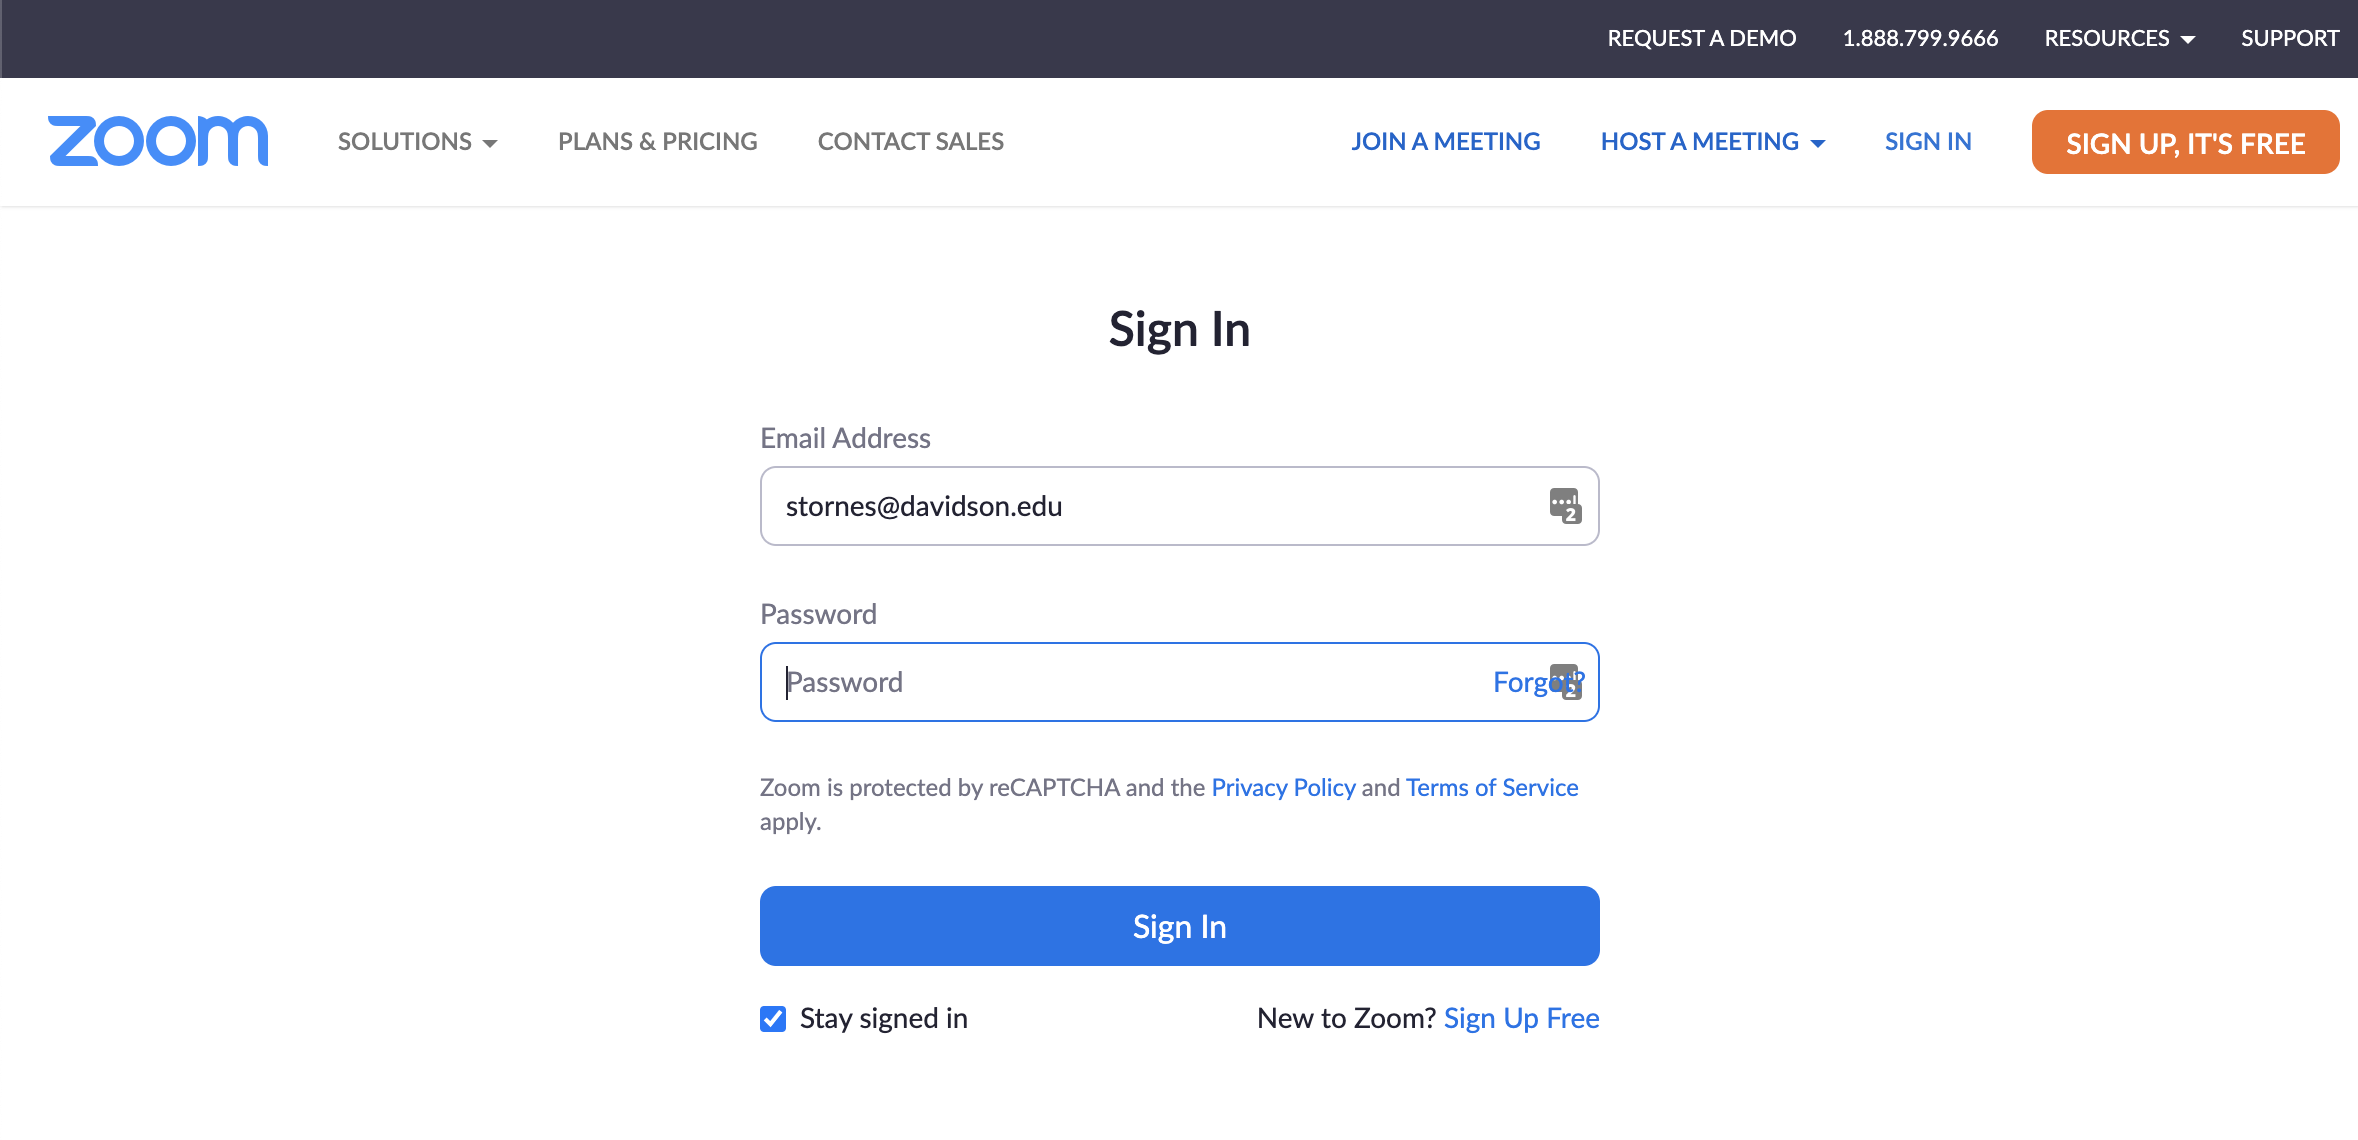 REQUEST A DEMO 1.888.799.9666 RESOURCES SUPPORT
zoom SOLUTIONS PLANS & PRICING CONTACT SALES JOIN A MEETING HOST A MEETING SIGN IN SIGN UP, IT'S FREE
Sign In
Email Address
stornes@davidson.edu 2
Password
Password Forgot? 2
Zoom is protected by reCAPTCHA and the Privacy Policy and Terms of Service
apply.
Sign In
Stay signed in New to Zoom? Sign Up Free